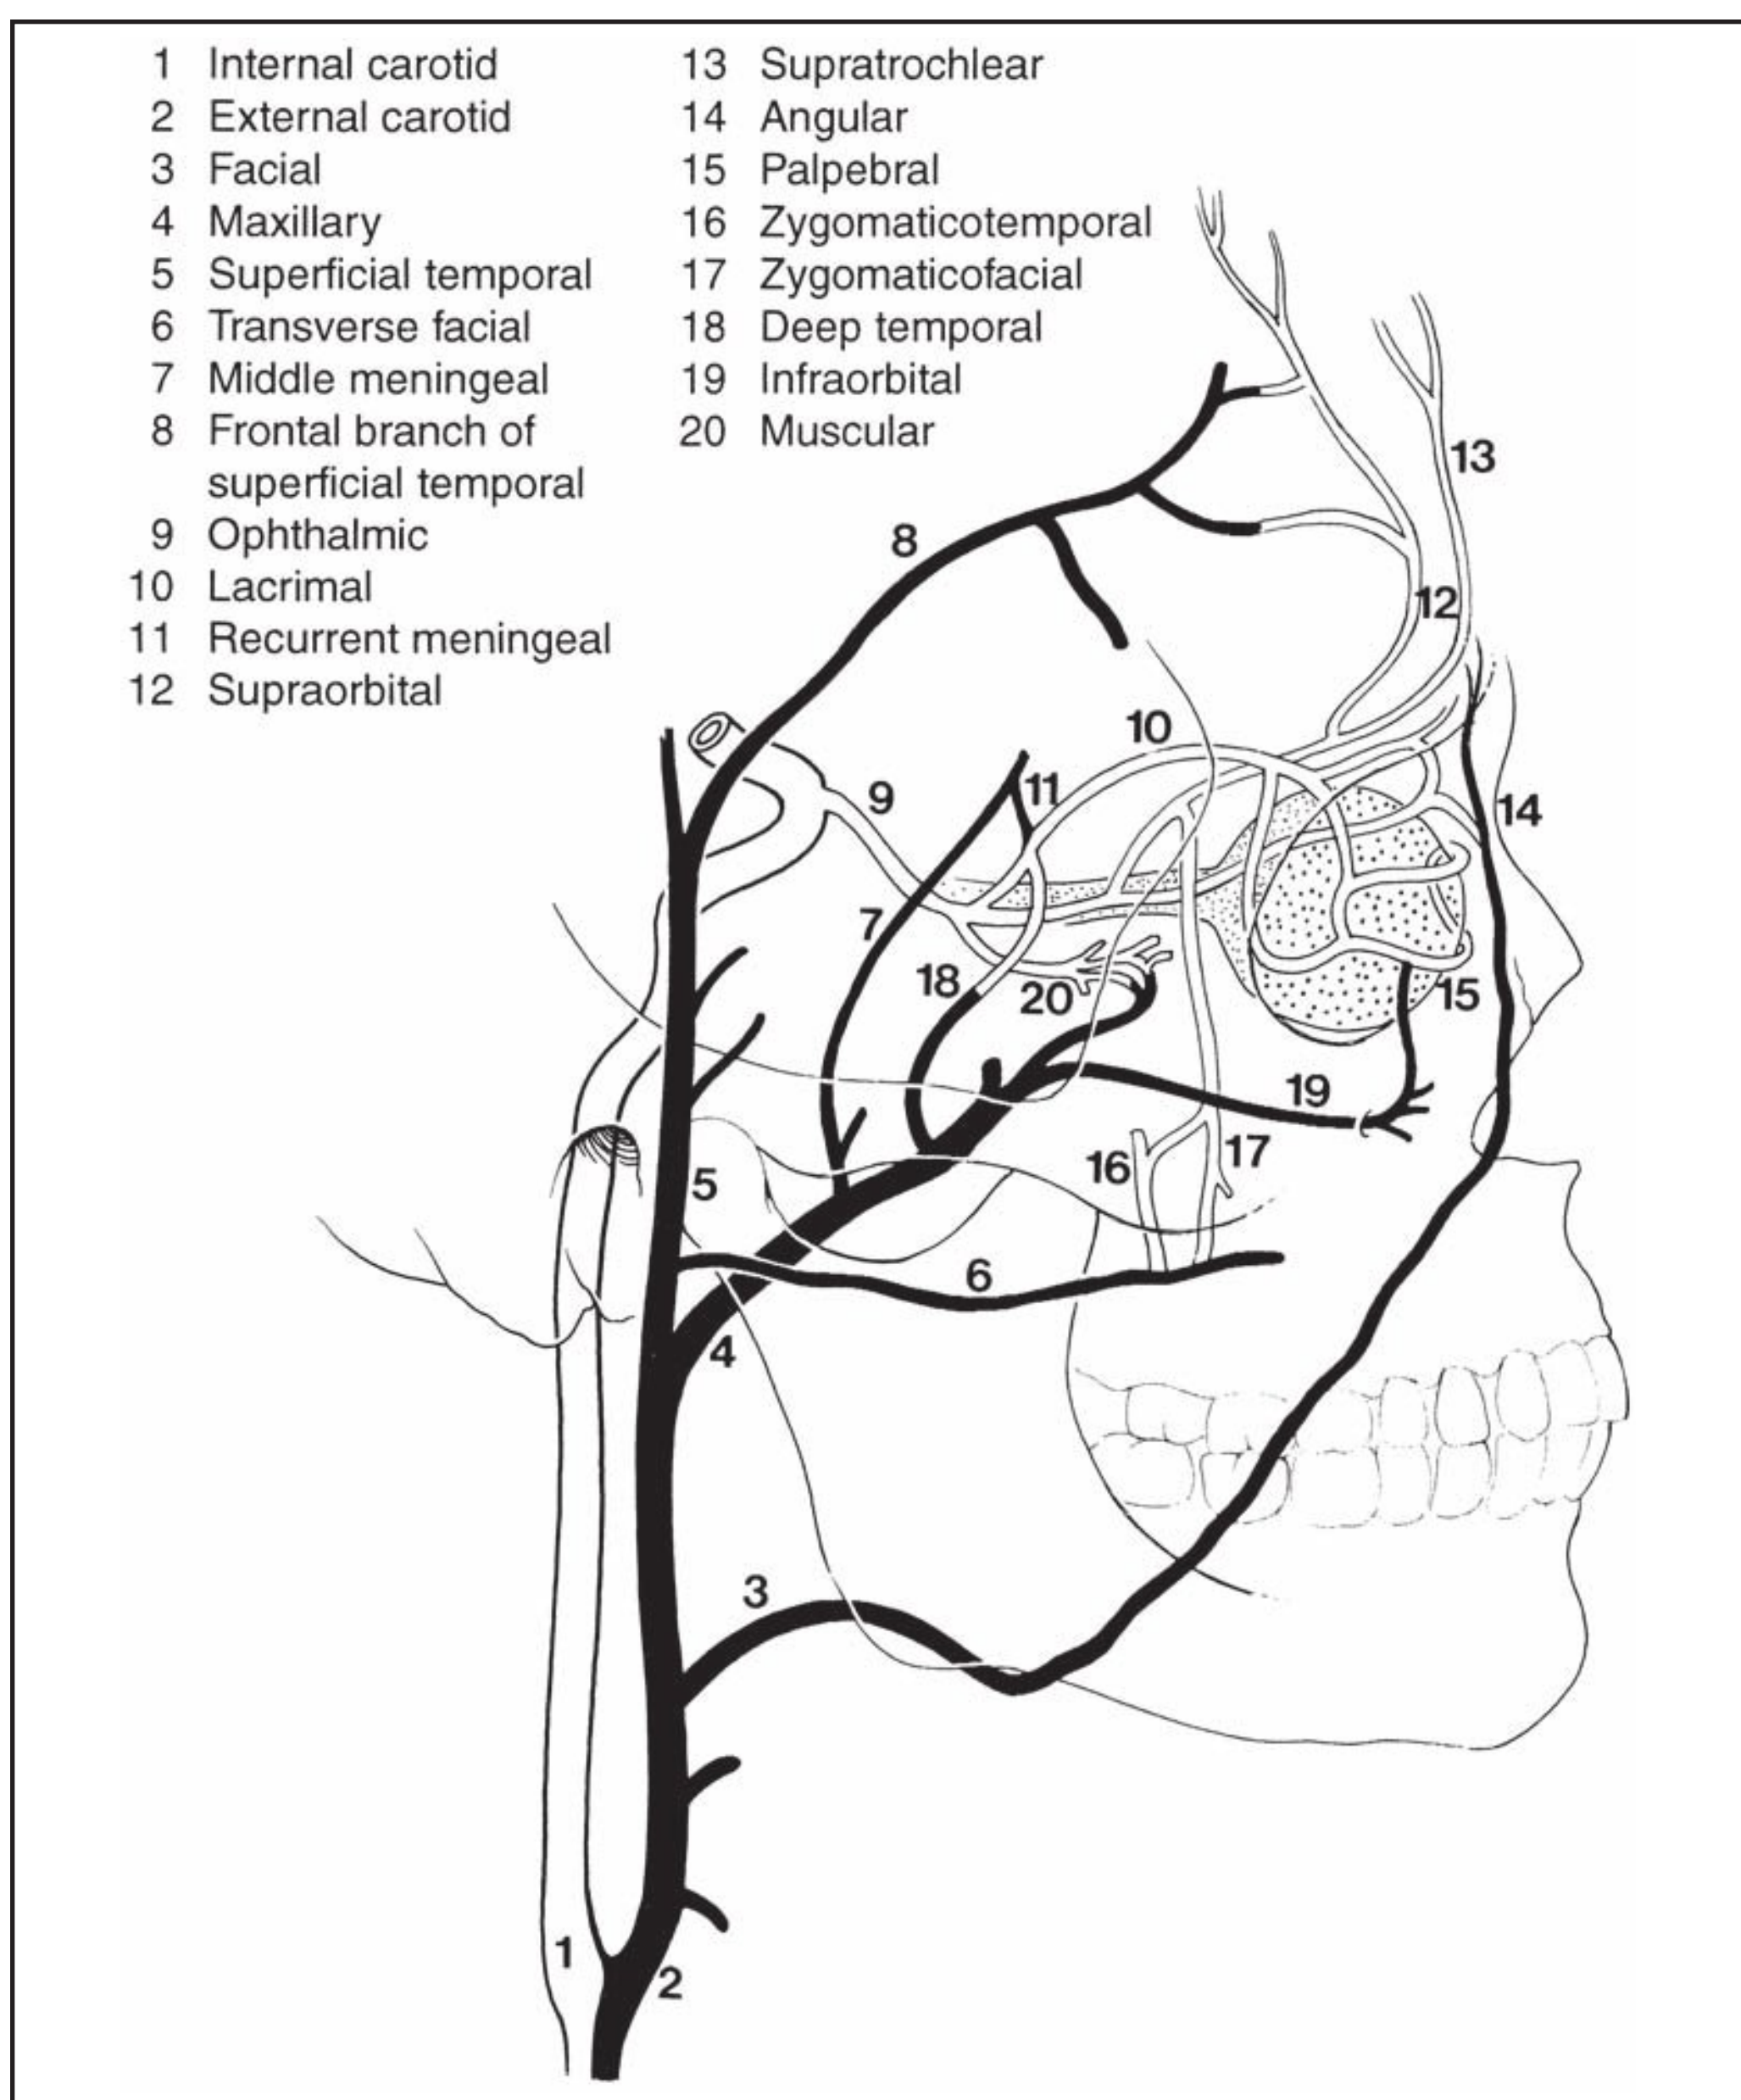 1 Internal carotid
2 External carotid
3 Facial
4 Maxillary
5 Superficial temporal
6 Transverse facial
7 Middle meningeal
8 Frontal branch of
superficial temporal
9 Ophthalmic
10 Lacrimal
11 Recurrent meningeal
12 Supraorbital
13 Supratrochlear
14 Angular
15 Palpebral
16 Zygomaticotemporal
17 Zygomaticofacial
18 Deep temporal
19 Infraorbital
20 Muscular
13
8
12
10
11
9
14
7
18
20
15
19
16
17
5
6
4
3
1
2